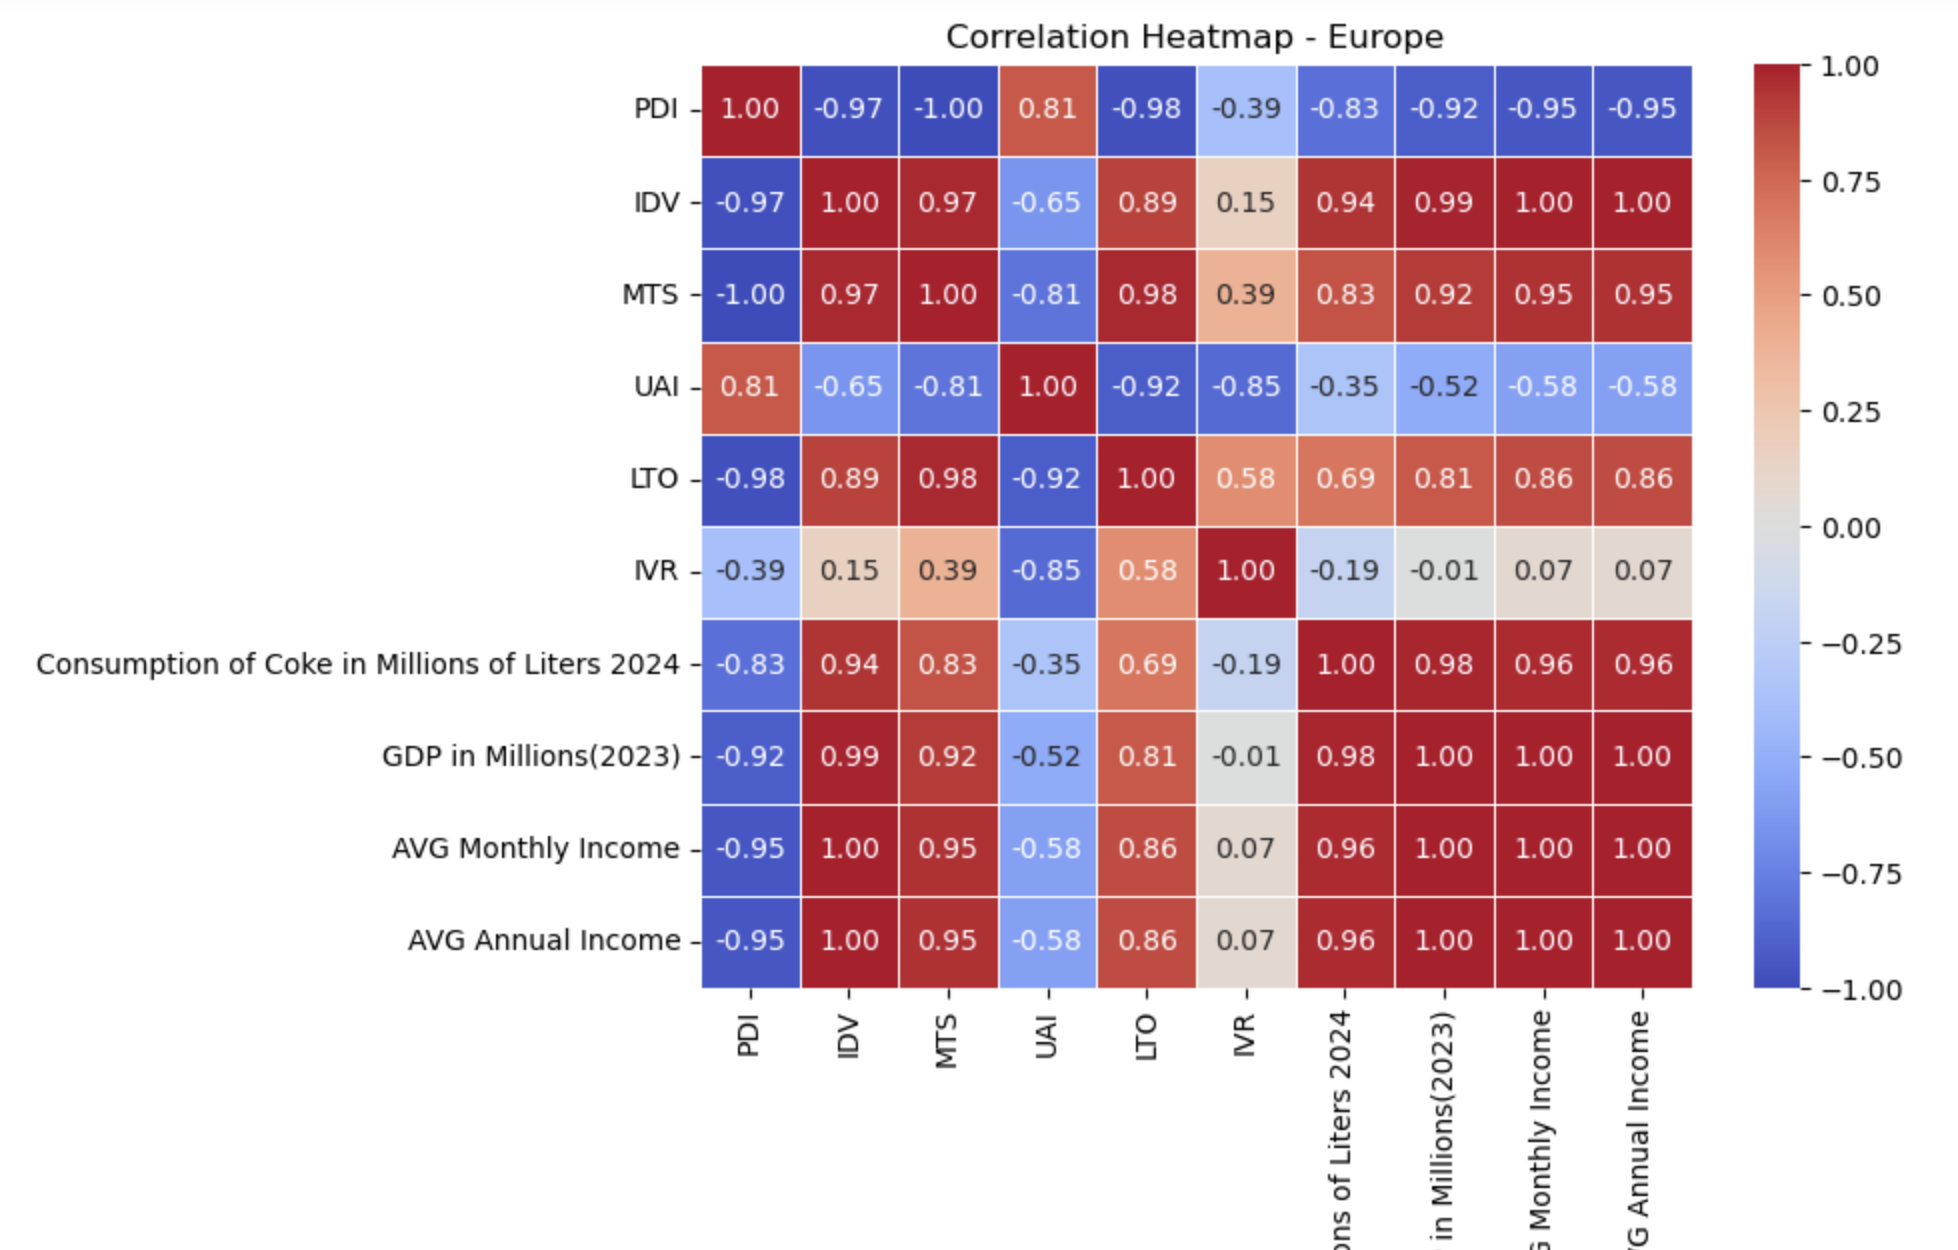 Correlation Heatmap - Europe
PDI 1.00 -0.97 -1.00 0.81 -0.98 -0.39 -0.83 -0.92 -0.95 -0.95
IDV -0.97 1.00 0.97 -0.65 0.89 0.15 0.94 0.99 1.00 1.00
MTS -1.00 0.97 1.00 -0.81 0.98 0.39 0.83 0.92 0.95 0.95
UAI 0.81 -0.65 -0.81 1.00 -0.92 -0.85 -0.35 -0.52 -0.58 -0.58
LTO -0.98 0.89 0.98 -0.92 1.00 0.58 0.69 0.81 0.86 0.86
IVR -0.39 0.15 0.39 -0.85 0.58 1.00 -0.19 -0.01 0.07 0.07
Consumption of Coke in Millions of Liters 2024 -0.83 0.94 0.83 -0.35 0.69 -0.19 1.00 0.98 0.96 0.96
GDP in Millions(2023) -0.92 0.99 0.92 -0.52 0.81 -0.01 0.98 1.00 1.00 1.00
AVG Monthly Income -0.95 1.00 0.95 -0.58 0.86 0.07 0.96 1.00 1.00 1.00
AVG Annual Income -0.95 1.00 0.95 -0.58 0.86 0.07 0.96 1.00 1.00 1.00
PDI
IDV
MTS
UAI
LTO
IVR
ons of Liters 2024
in Millions(2023)
Monthly Income
Annual Income
1.00
0.75
0.50
0.25
0.00
−0.25
−0.50
−0.75
−1.00